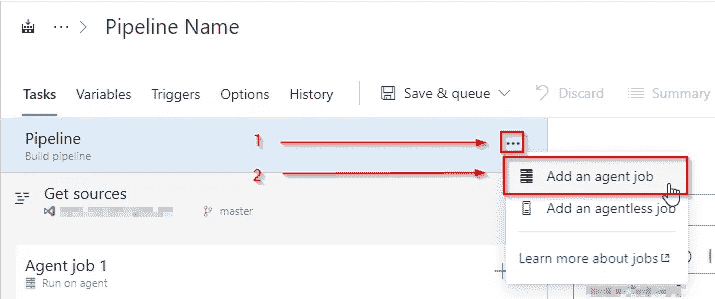 ... > Pipeline Name
Tasks Variables Triggers Options History Save & queue Discard Summary
Pipeline
Build pipeline
1
...
2
Add an agent job
Get sources
master
Add an agentless job
Learn more about jobs
Agent job 1
Run on agent